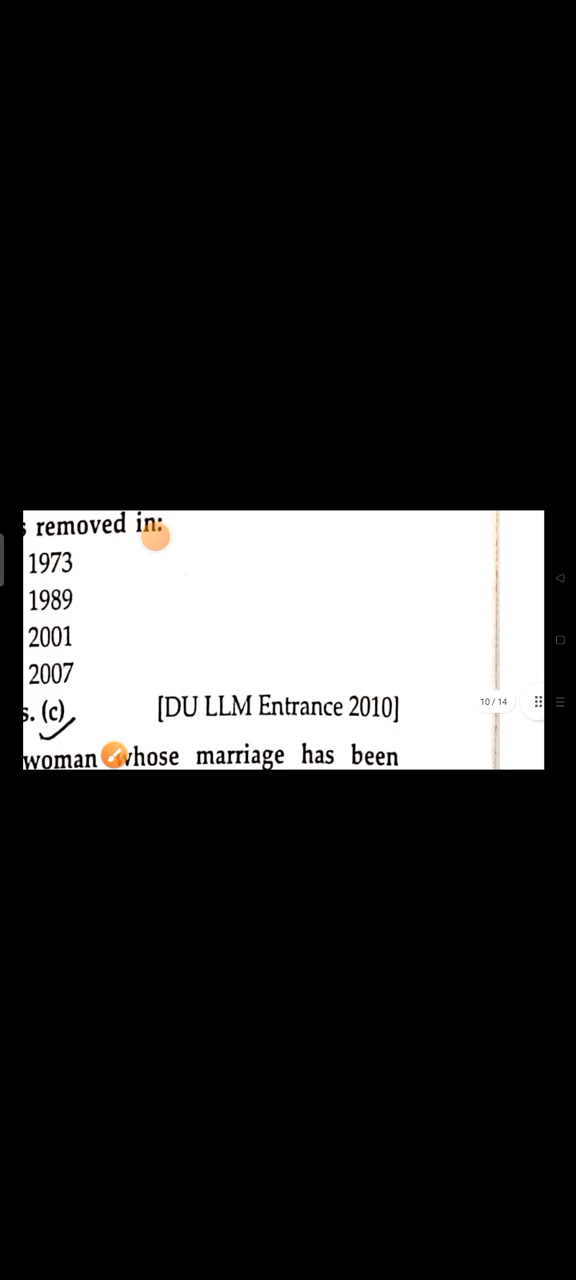 removed in:
1973
1989
2001
2007
s. (c) [DU LLM Entrance 2010]
10 / 14
woman whose marriage has been